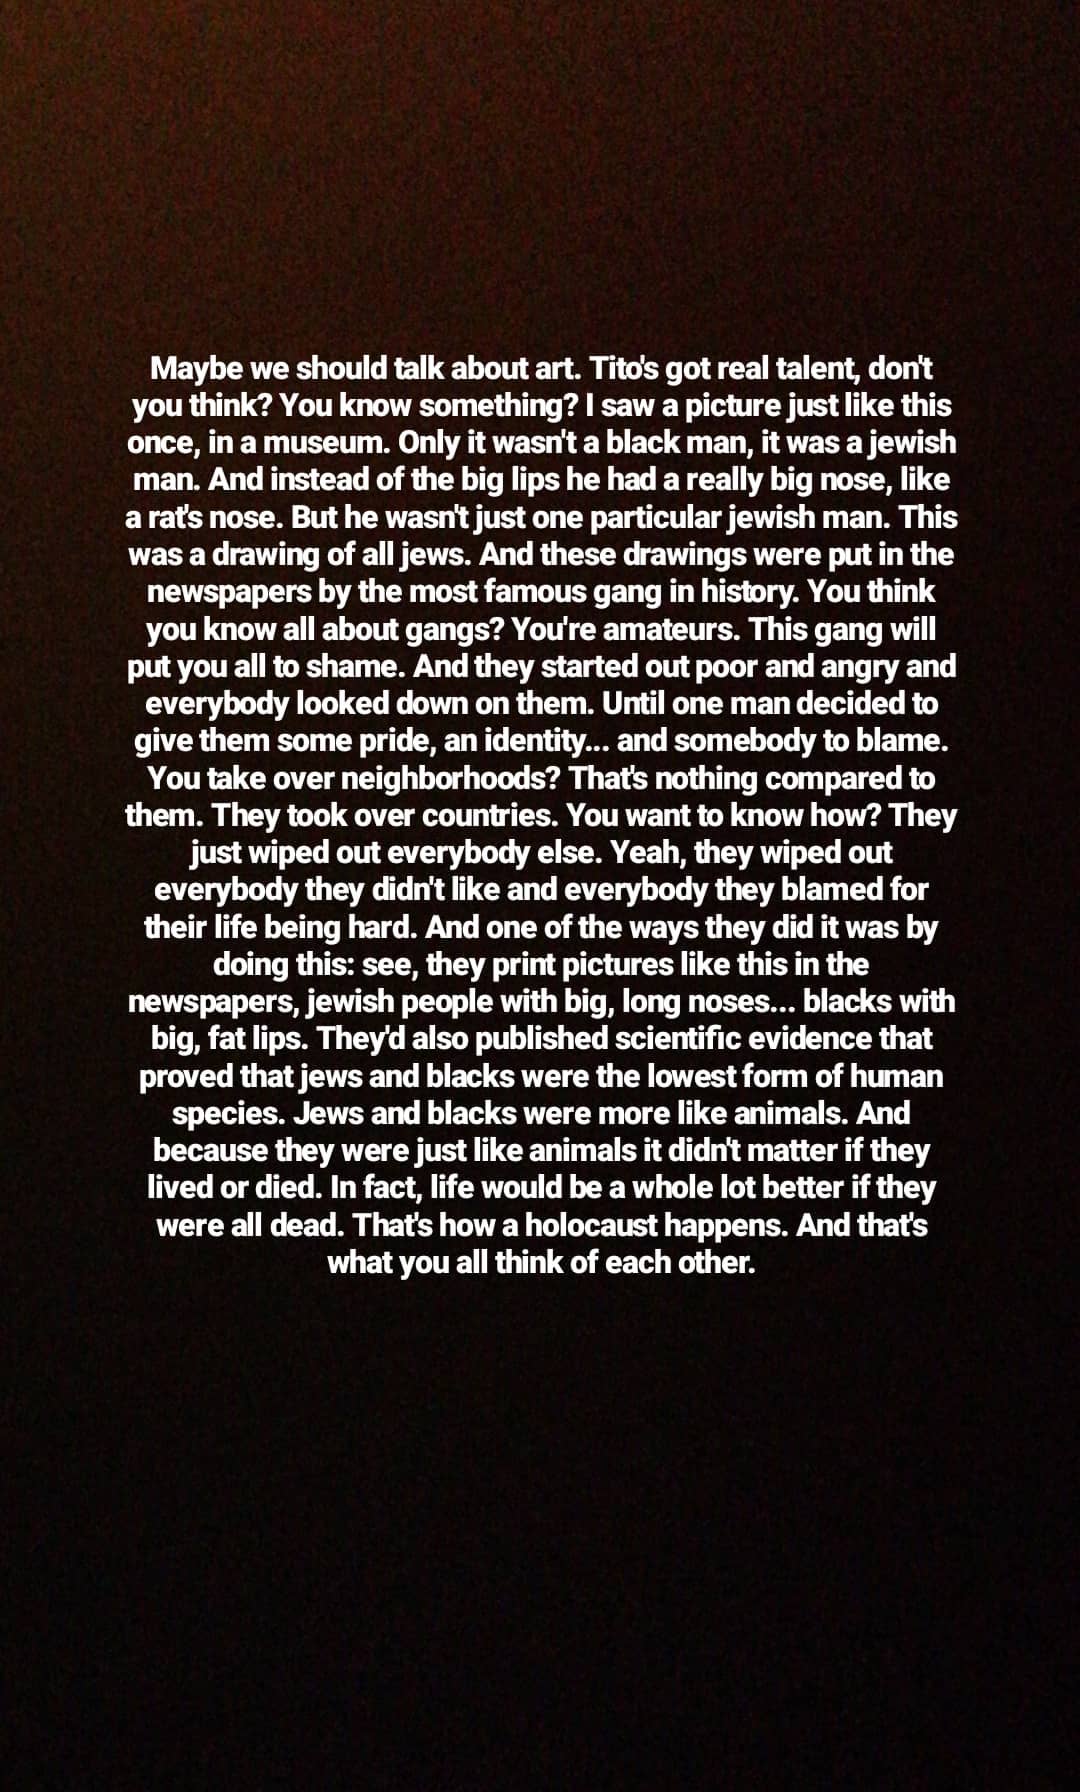 Maybe we should talk about art. Tito's got real talent, don't
you think? You know something? I saw a picture just like this
once, in a museum. Only it wasn't a black man, it was a jewish
man. And instead of the big lips he had a really big nose, like
a rat's nose. But he wasn't just one particular jewish man. This
was a drawing of all jews. And these drawings were put in the
newspapers by the most famous gang in history. You think
you know all about gangs? You're amateurs. This gang will
put you all to shame. And they started out poor and angry and
everybody looked down on them. Until one man decided to
give them some pride, an identity... and somebody to blame.
You take over neighborhoods? That's nothing compared to
them. They took over countries. You want to know how? They
just wiped out everybody else. Yeah, they wiped out
everybody they didn't like and everybody they blamed for
their life being hard. And one of the ways they did it was by
doing this: see, they print pictures like this in the
newspapers, jewish people with big, long noses... blacks with
big, fat lips. They'd also published scientific evidence that
proved that jews and blacks were the lowest form of human
species. Jews and blacks were more like animals. And
because they were just like animals it didn't matter if they
lived or died. In fact, life would be a whole lot better if they
were all dead. That's how a holocaust happens. And that's
what you all think of each other.